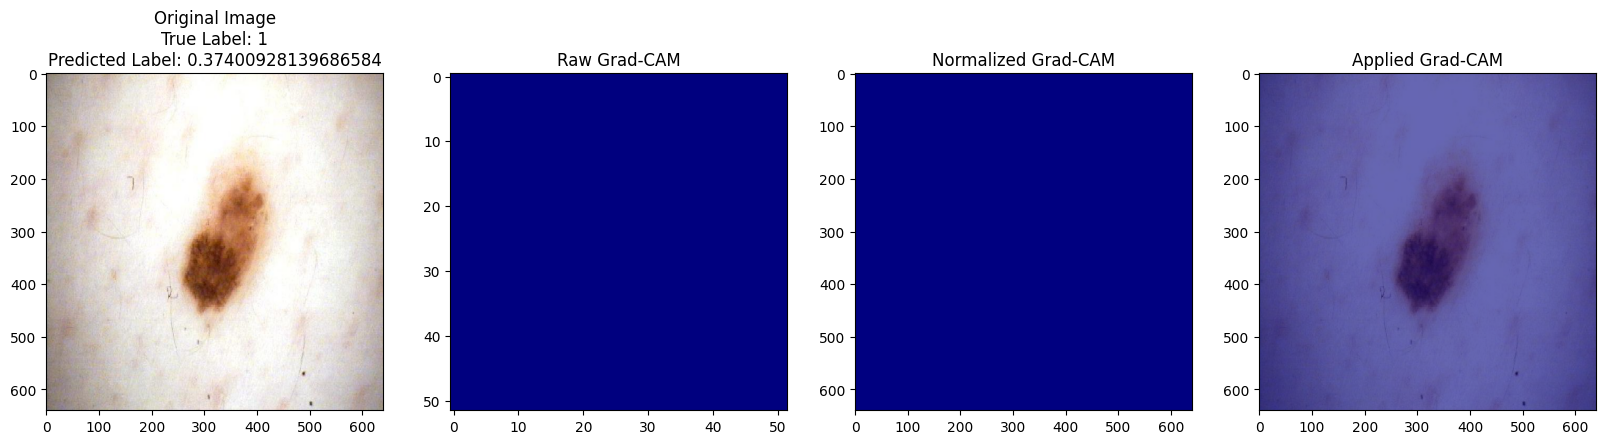 Original Image
True Label: 1
Predicted Label: 0.37400928139686584
Raw Grad-CAM
Normalized Grad-CAM
Applied Grad-CAM
0
100
200
300
400
500
600
0 100 200 300 400 500 600
0
10
20
30
40
50
0 10 20 30 40 50
0
100
200
300
400
500
600
0 100 200 300 400 500 600
0
100
200
300
400
500
600
0 100 200 300 400 500 600